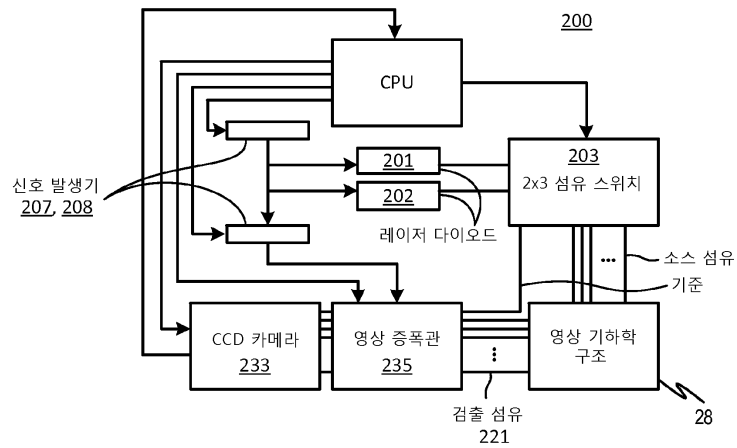 200
CPU
201
202
203
2x3 섬유 스위치
신호 발생기
207, 208
레이저 다이오드
소스 섬유
기준
CCD 카메라
233
영상 증폭관
235
영상 기하학
구조
검출 섬유
221
28